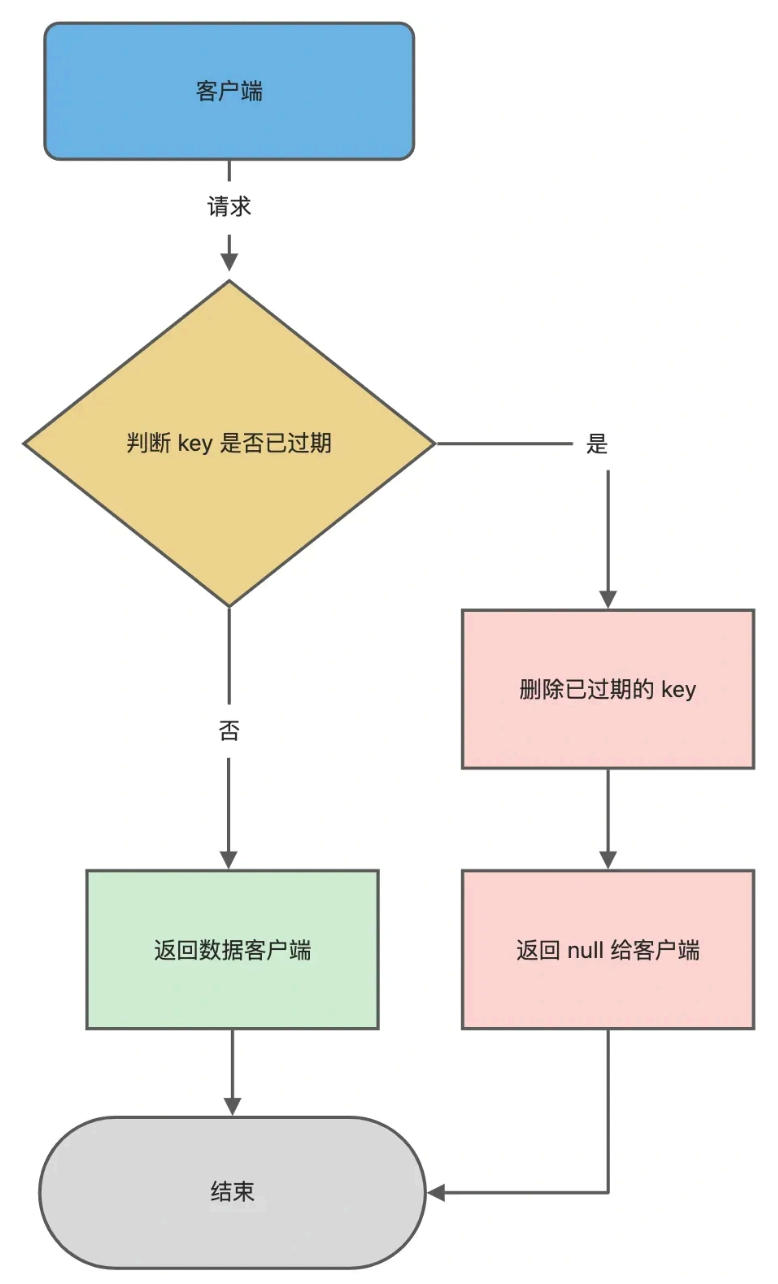 客户端
请求
判断 key 是否已过期
是
删除已过期的 key
否
返回数据客户端
返回 null 给客户端
结束